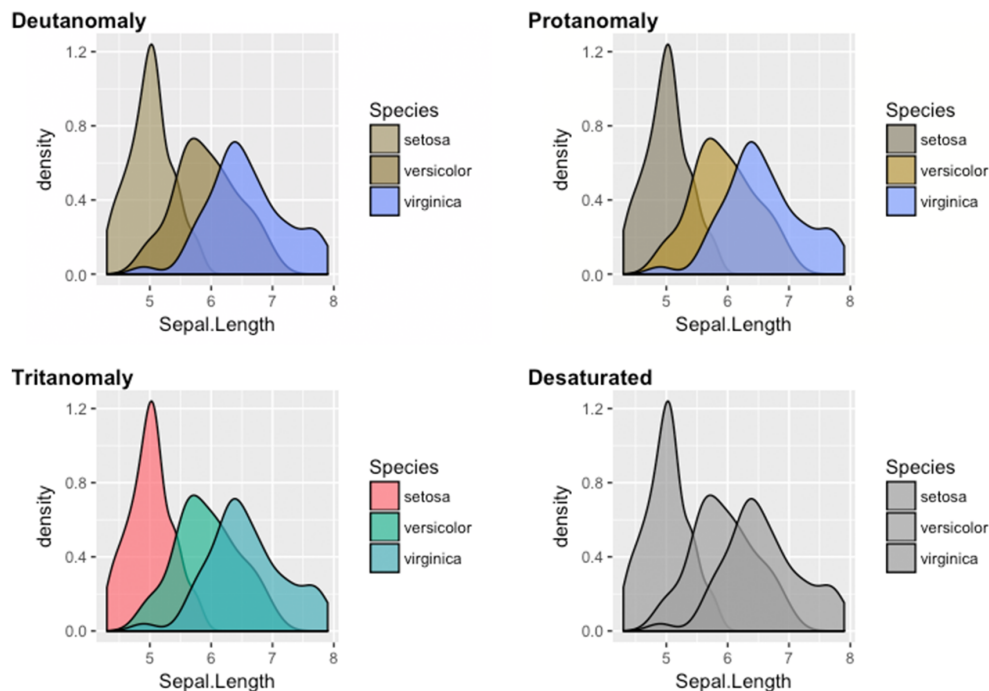 Deutanomaly
1.2
0.8
0.4
0.0
density
5 6 7 8
Sepal.Length
Species
setosa
versicolor
virginica
Protanomaly
1.2
0.8
0.4
0.0
density
5 6 7 8
Sepal.Length
Species
setosa
versicolor
virginica
Tritanomaly
1.2
0.8
0.4
0.0
density
5 6 7 8
Sepal.Length
Species
setosa
versicolor
virginica
Desaturated
1.2
0.8
0.4
0.0
density
5 6 7 8
Sepal.Length
Species
setosa
versicolor
virginica